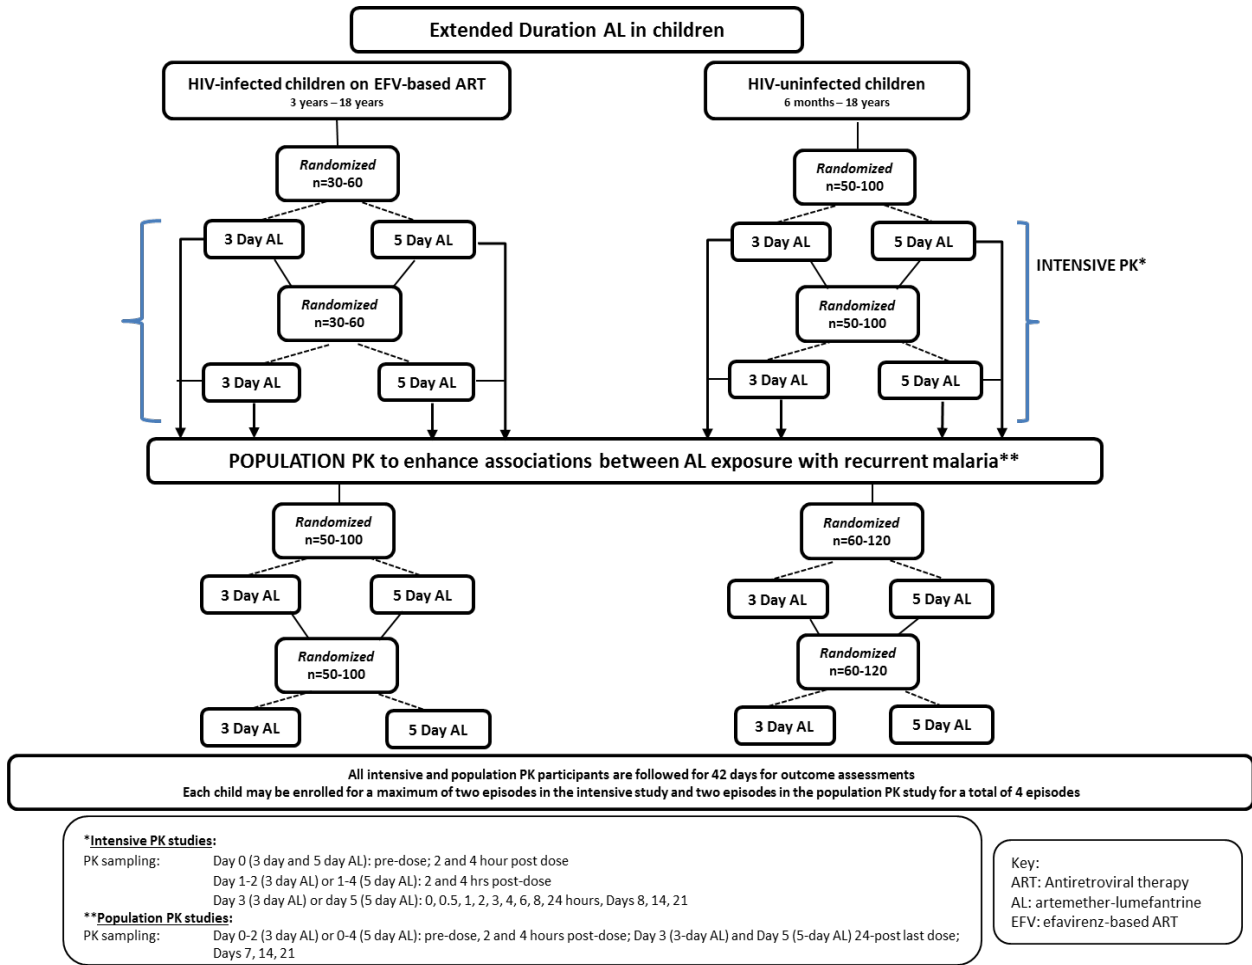 Extended Duration AL in children
HIV-infected children on EFV-based ART
3 years – 18 years
HIV-uninfected children
6 months – 18 years
Randomized
n=30-60
Randomized
n=50-100
3 Day AL
5 Day AL
3 Day AL
5 Day AL
INTENSIVE PK*
Randomized
n=30-60
Randomized
n=50-100
3 Day AL
5 Day AL
3 Day AL
5 Day AL
POPULATION PK to enhance associations between AL exposure with recurrent malaria**
Randomized
n=50-100
Randomized
n=60-120
3 Day AL
5 Day AL
3 Day AL
5 Day AL
Randomized
n=50-100
Randomized
n=60-120
3 Day AL
5 Day AL
3 Day AL
5 Day AL
All intensive and population PK participants are followed for 42 days for outcome assessments
Each child may be enrolled for a maximum of two episodes in the intensive study and two episodes in the population PK study for a total of 4 episodes
*Intensive PK studies:
PK sampling: Day 0 (3 day and 5 day AL): pre-dose; 2 and 4 hour post dose
Day 1-2 (3 day AL) or 1-4 (5 day AL): 2 and 4 hrs post-dose
Day 3 (3 day AL) or day 5 (5 day AL): 0, 0.5, 1, 2, 3, 4, 6, 8, 24 hours, Days 8, 14, 21
**Population PK studies:
PK sampling: Day 0-2 (3 day AL) or 0-4 (5 day AL): pre-dose, 2 and 4 hours post-dose; Day 3 (3-day AL) and Day 5 (5-day AL) 24-post last dose;
Days 7, 14, 21
Key:
ART: Antiretroviral therapy
AL: artemether-lumefantrine
EFV: efavirenz-based ART